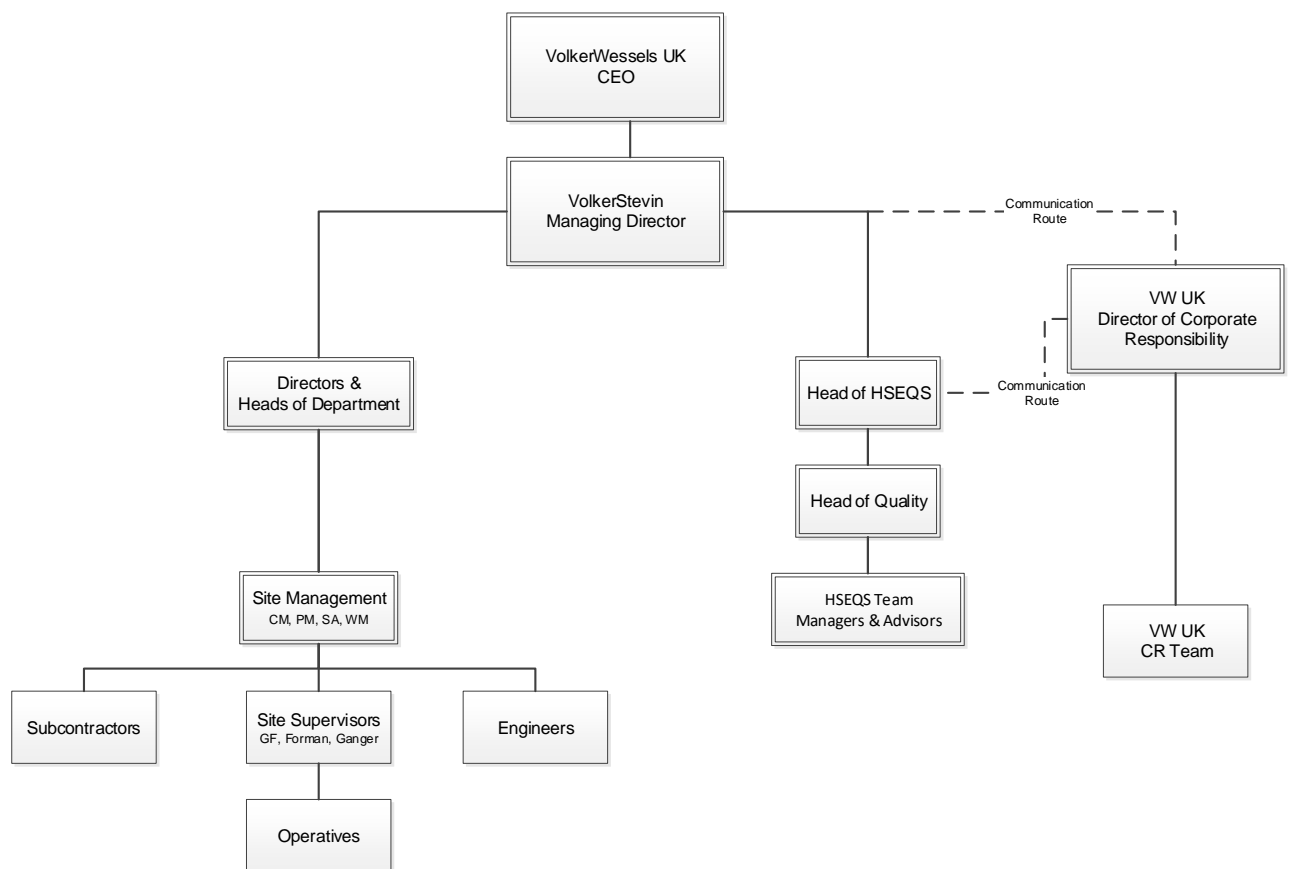 VolkerWessels UK
CEO
VolkerStevin
Managing Director
Communication
Route
VW UK
Director of Corporate
Responsibility
Directors &
Heads of Department
Head of HSEQS
Communication
Route
Head of Quality
Site Management
CM, PM, SA, WM
HSEQS Team
Managers & Advisors
VW UK
CR Team
Subcontractors
Site Supervisors
GF, Forman, Ganger
Engineers
Operatives